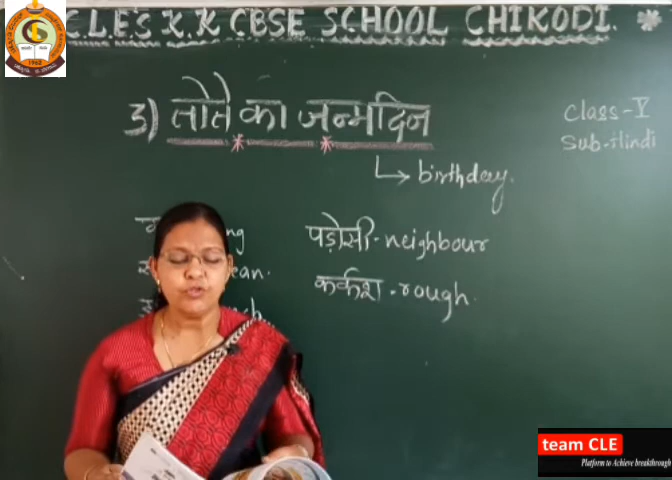 C.L.E'S K.K CBSE SCHOOL CHIKODI.
1962
3) तोते का जन्मदिन
Class-V
Sub-Hindi
birthday.
पड़ोसी - neighbour
कर्कश - rough.
team CLE
Platform to Achieve breakthrough